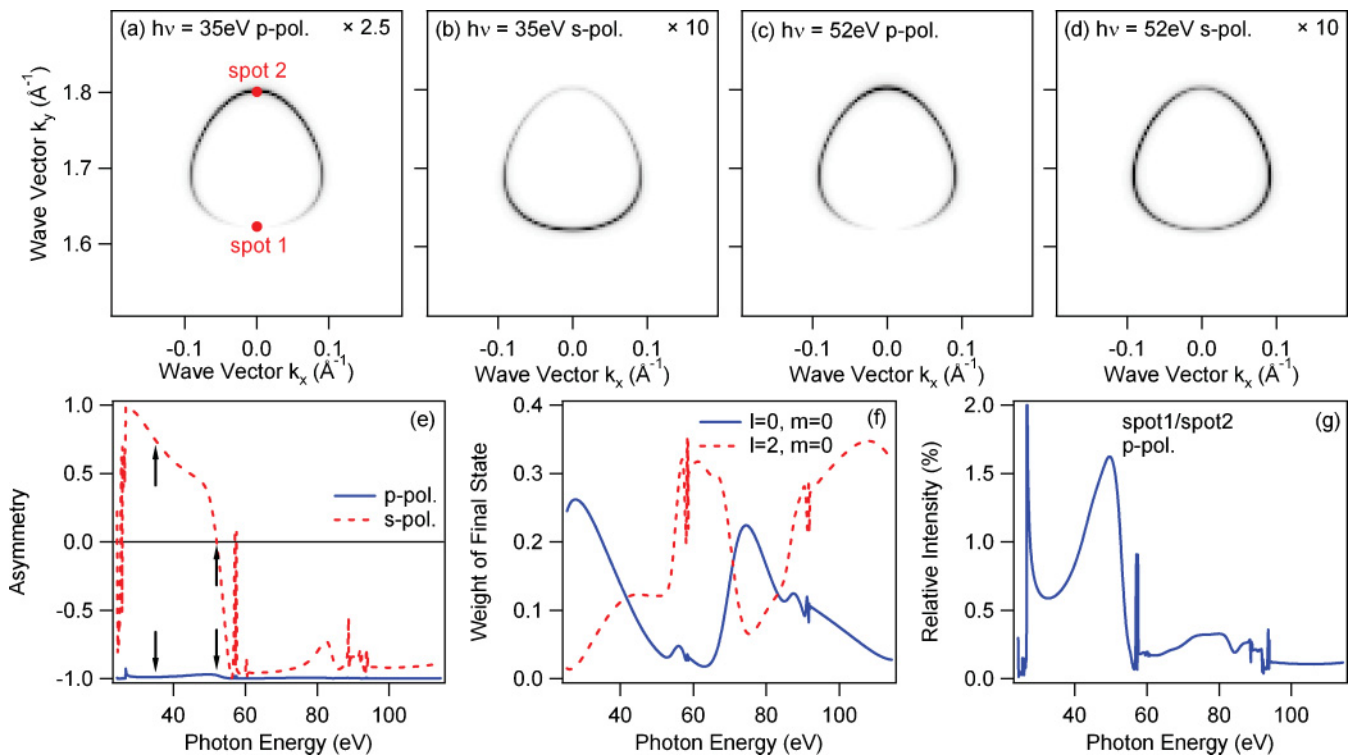 (a) hν = 35eV p-pol. × 2.5
(b) hν = 35eV s-pol. × 10
(c) hν = 52eV p-pol.
(d) hν = 52eV s-pol. × 10
spot 2
spot 1
Wave Vector k_y (Å⁻¹)
1.8
1.7
1.6
-0.1 0.0 0.1
-0.1 0.0 0.1
-0.1 0.0 0.1
-0.1 0.0 0.1
Wave Vector k_x (Å⁻¹)
Wave Vector k_x (Å⁻¹)
Wave Vector k_x (Å⁻¹)
Wave Vector k_x (Å⁻¹)
(e)
Asymmetry
1.0
0.5
0.0
-0.5
-1.0
p-pol.
s-pol.
40 60 80 100
Photon Energy (eV)
(f)
Weight of Final State
0.4
0.3
0.2
0.1
0.0
l=0, m=0
l=2, m=0
40 60 80 100
Photon Energy (eV)
(g)
Relative Intensity (%)
2.0
1.5
1.0
0.5
0.0
spot1/spot2
p-pol.
40 60 80 100
Photon Energy (eV)